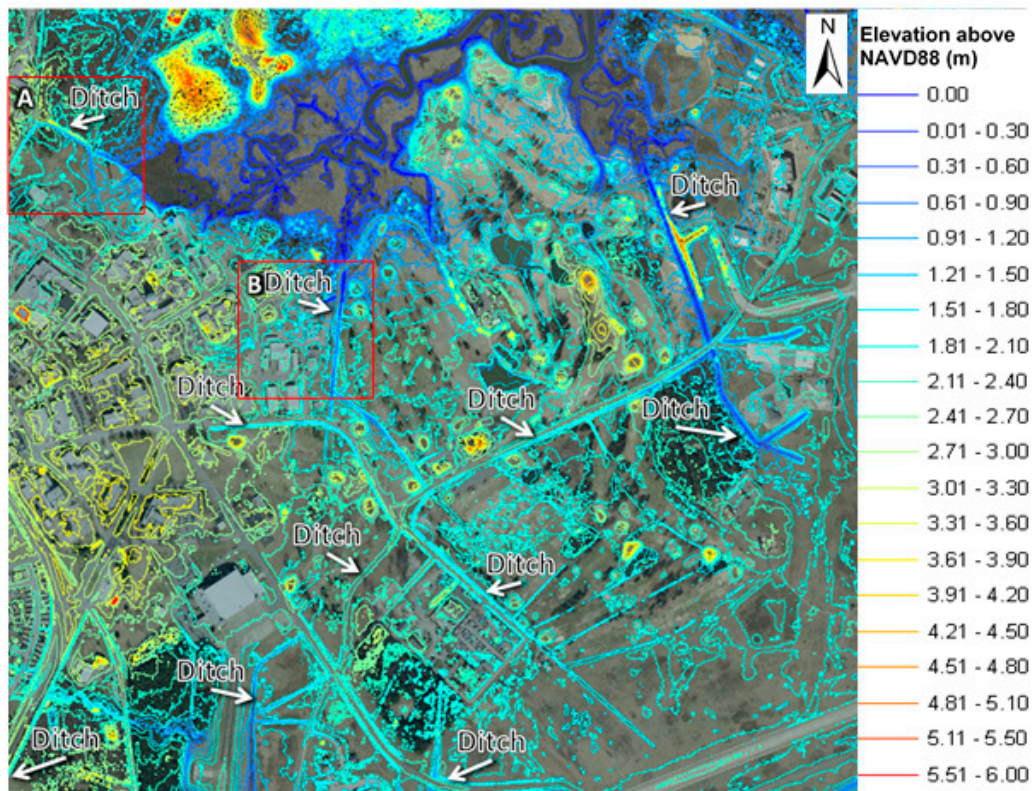 A
Ditch
N
Elevation above
NAVD88 (m)
0.00
0.01 - 0.30
0.31 - 0.60
0.61 - 0.90
0.91 - 1.20
1.21 - 1.50
1.51 - 1.80
1.81 - 2.10
2.11 - 2.40
2.41 - 2.70
2.71 - 3.00
3.01 - 3.30
3.31 - 3.60
3.61 - 3.90
3.91 - 4.20
4.21 - 4.50
4.51 - 4.80
4.81 - 5.10
5.11 - 5.50
5.51 - 6.00
Ditch
B
Ditch
Ditch
Ditch
Ditch
Ditch
Ditch
Ditch
Ditch
Ditch